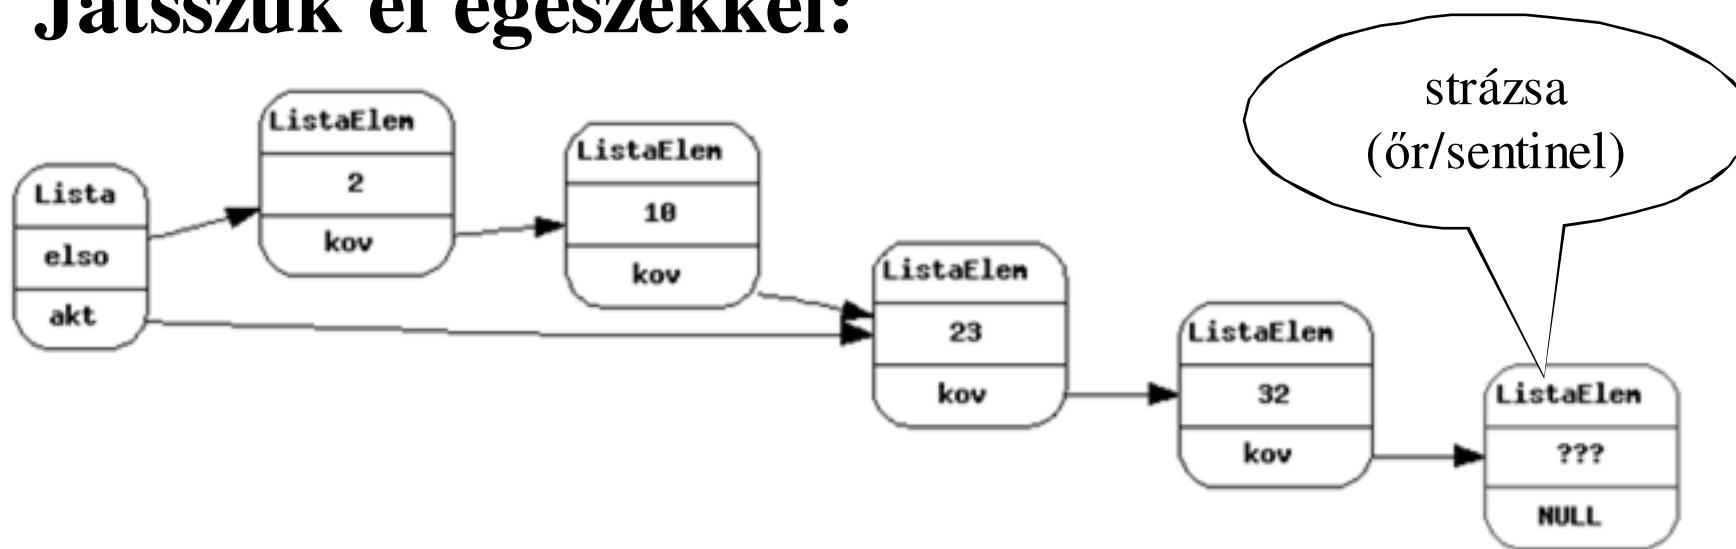 Játsszuk el egészekkel:
strázsa
(őr/sentinel)
Lista
elso
akt
ListaElem
2
kov
ListaElem
10
kov
ListaElem
23
kov
ListaElem
32
kov
ListaElem
???
NULL